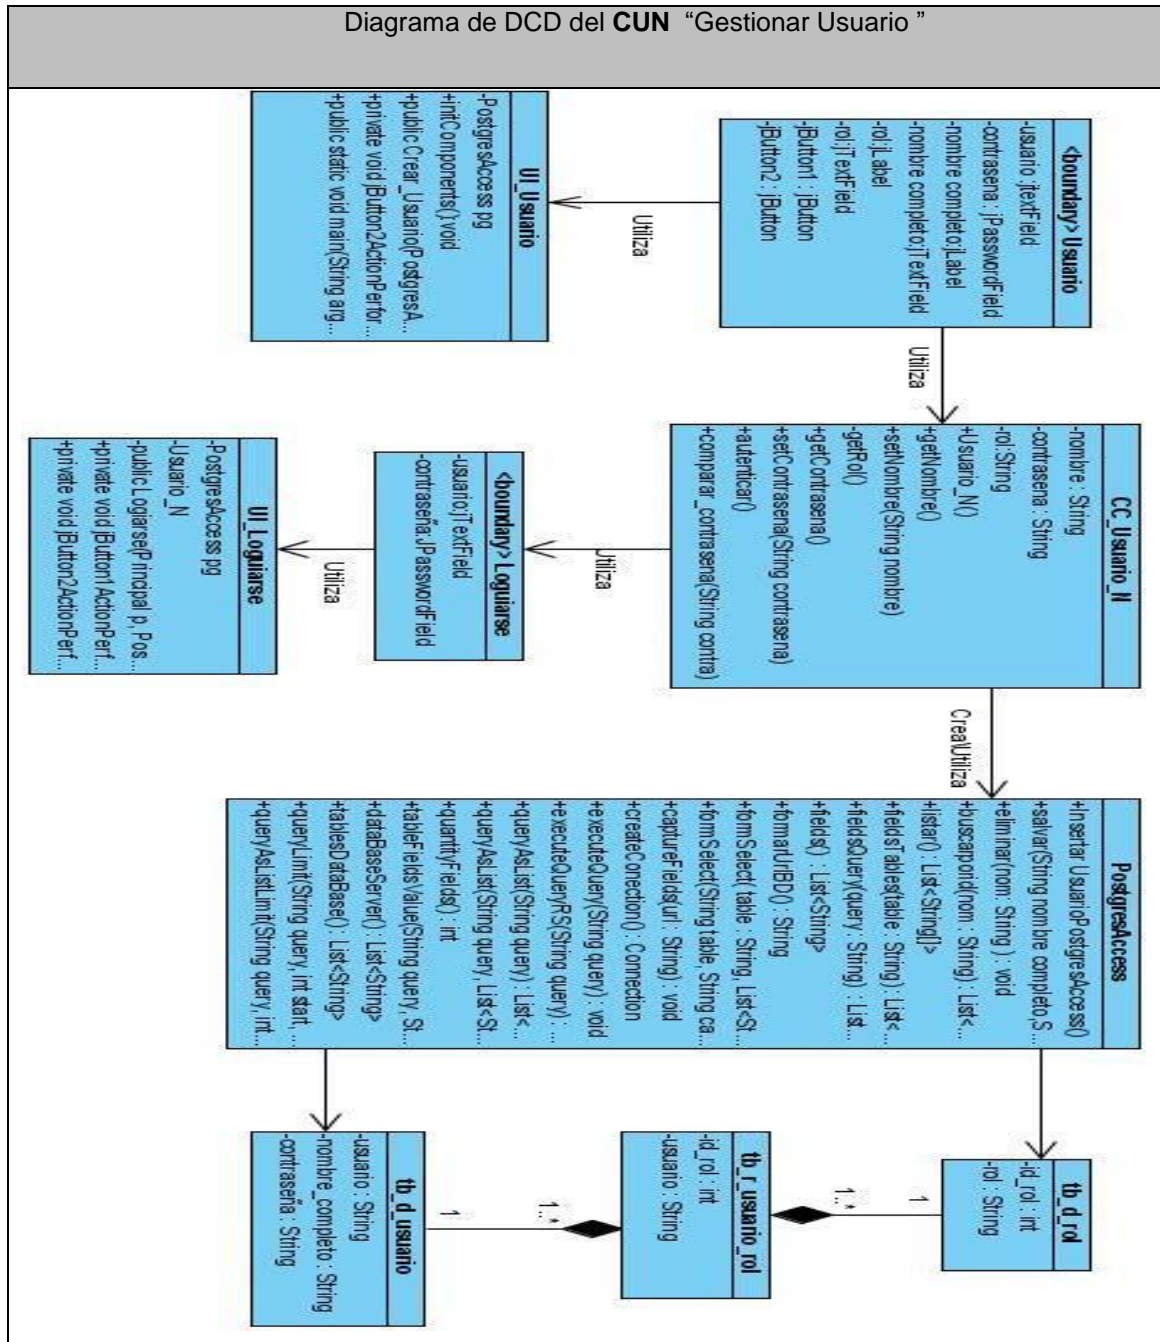 Diagrama de DCD del CUN “Gestionar Usuario ”
<boundary> Usuario
-usuario :jtextField
-contrasena : jPasswordField
-nombre completo:jLabel
-nombre completo:jTextField
-rol:jLabel
-rol:jTextField
-jButton1 : jButton
-jButton2 : jButton
Utiliza
UI_Usuario
-PostgresAccess pg
+initComponents():void
+public Crear_Usuario(PostgresA...
+private void jButton2ActionPerfor...
+public static void main(String arg...
Utiliza
CC_Usuario_N
-nombre : String
-contrasena : String
-rol:String
+Usuario_N()
+getNombre()
+setNombre(String nombre)
-getRol()
+getContrasena()
+setContrasena(String contrasena)
+autenticar()
+comparar_contrasena(String contra)
Utiliza
<boundary> Loguiarse
-usuario:jTextField
-contraseña:JPasswordField
Utiliza
UI_Loguiarse
-PostgresAccess pg
-Usuario_N
-public Logiarse(Principal p, Pos...
+private void jButton1ActionPerf...
+private void jButton2ActionPerf...
Crea\Utiliza
PostgresAccess
+Insertar UsuarioPostgresAccess()
+salvar(String nombre completo,S...
+eliminar(nom: String ) : void
+buscarporid(nom : String) : List<...
+listar() : List<String[]>
+fieldsTables(table : String) : List<...
+fieldsQuery(query : String) : List...
+fields() : List<String>
+formarUrlBD() : String
+formSelect( table : String, List<St...
+formSelect(String table, String ca...
+captureFields(url : String) : void
+createConection() : Connection
+executeQuery(String query) : void
+executeQueryRS(String query) : ...
+queryAsList(String query) : List<...
+queryAsList(String query, List<St...
+quantityFields() : int
+tableFieldsValue(String query, St...
+dataBaseServer() : List<String>
+tablesDataBase() : List<String>
+queryLimit(String query, int start, ...
+queryAsListLimit(String query, int...
tb_d_rol
-id_rol : int
-rol : String
1
1..*
tb_r_usuario_rol
-id_rol : int
-usuario : String
1..*
1
tb_d_usuario
-usuario : String
-nombre_completo : String
-contraseña : String